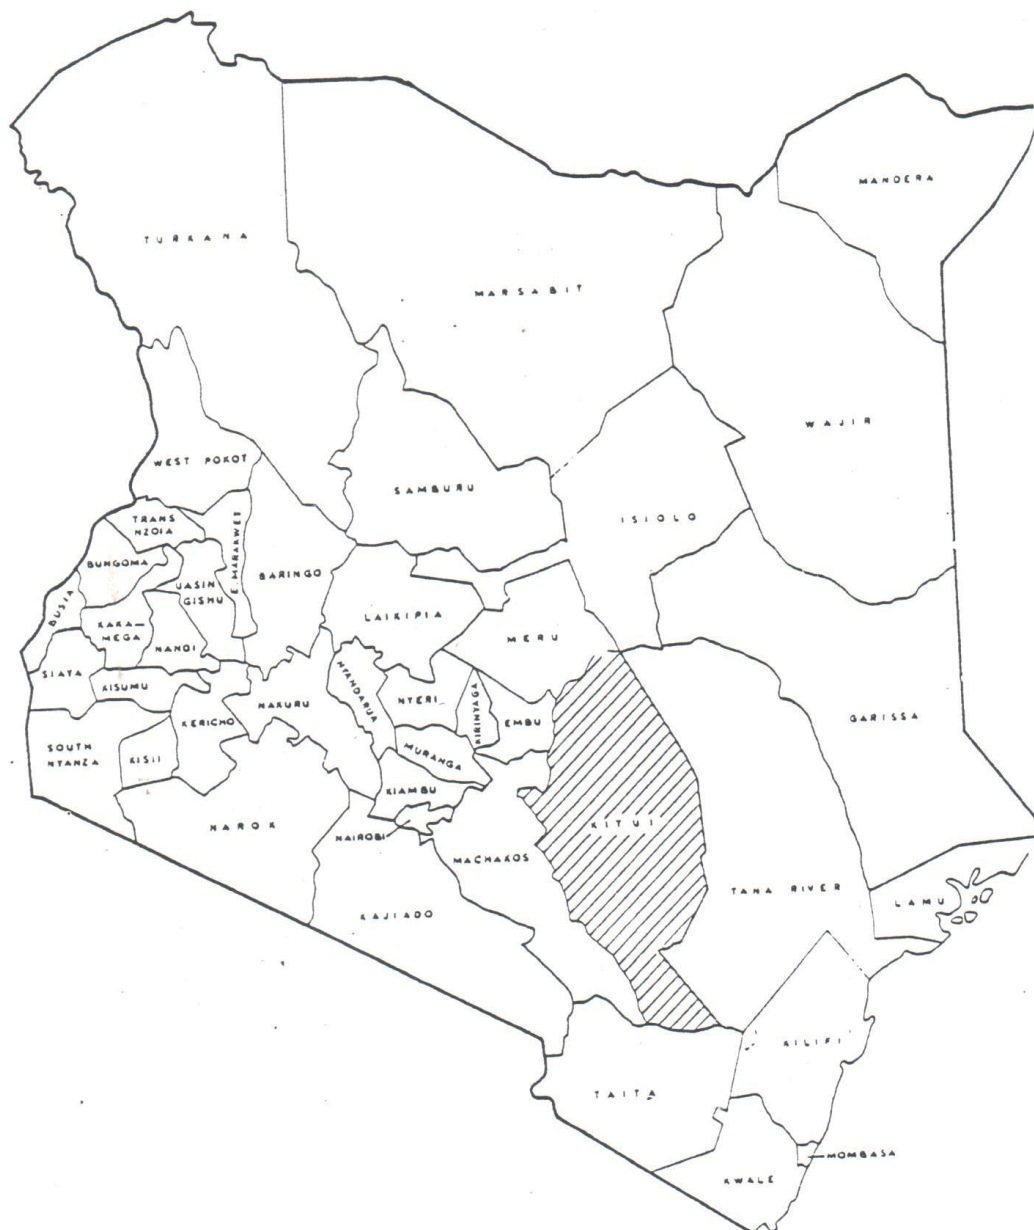 MANDERA
TURKANA
MARSABIT
WAJIR
WEST POKOT
SAMBURU
ISIOLO
TRANS
NZOIA
E. MARAKWET
BUNGOMA
BARINGO
UASIN
GISHU
BUSIA
LAIKIPIA
KAKA—
MEGA
MERU
NANDI
SIAYA
KISUMU
NYANDARUA
NYERI
KIRINYAGA
NAKURU
EMBU
KERICHO
GARISSA
SOUTH
NYANZA
KISII
MURANGA
KIAMBU
NAROK
NAIROBI
KITUI
MACHAKOS
TANA RIVER
LAMU
KAJIADO
KILIFI
TAITA
MOMBASA
KWALE